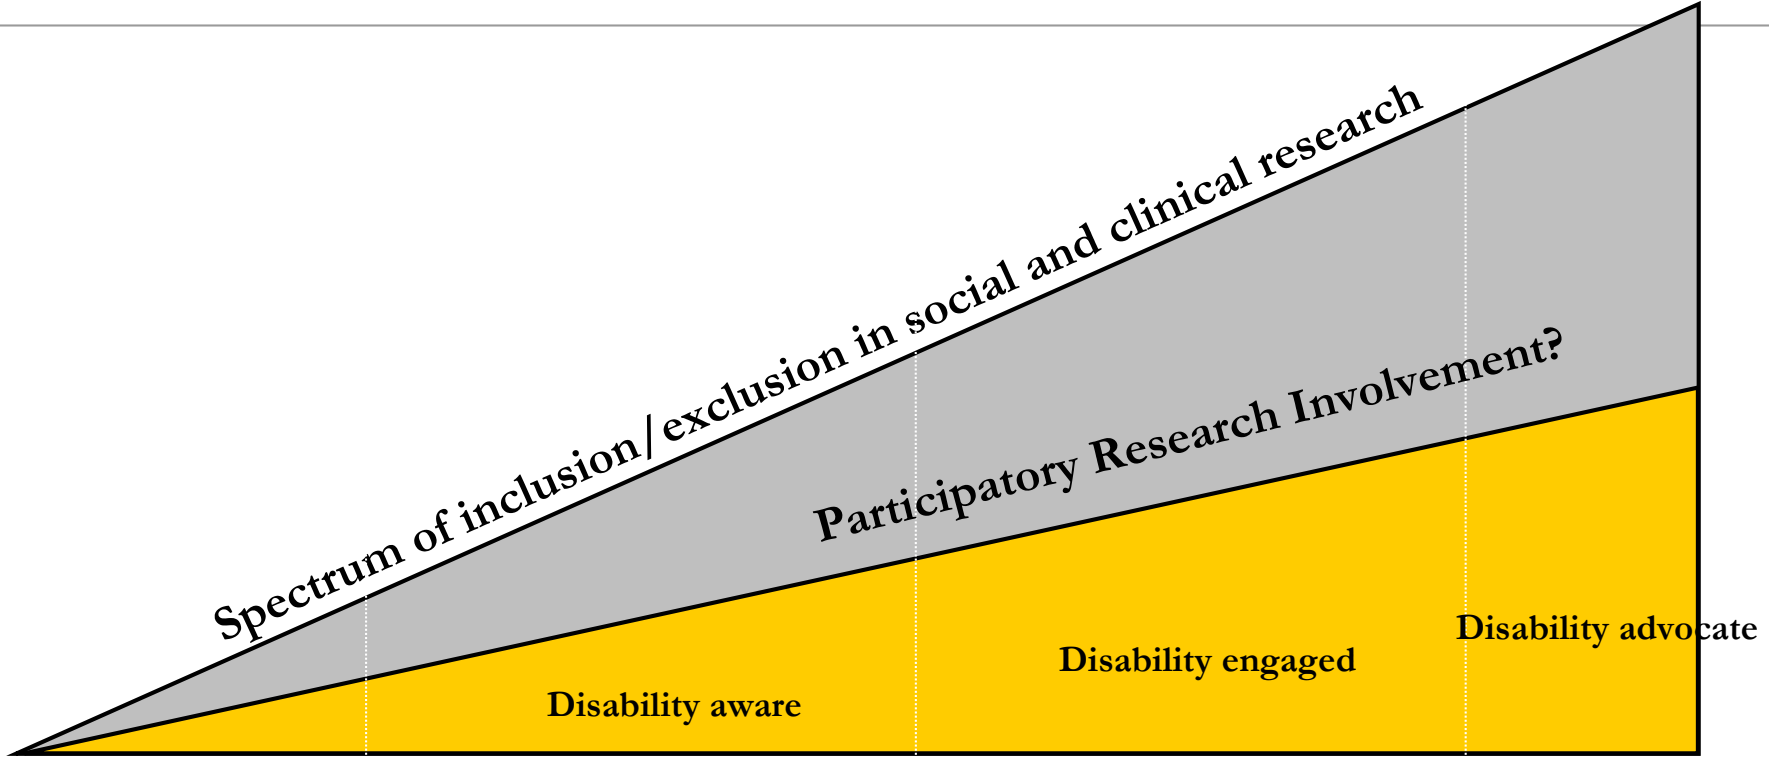 Spectrum of inclusion/exclusion in social and clinical research
Participatory Research Involvement?
Disability aware
Disability engaged
Disability advocate